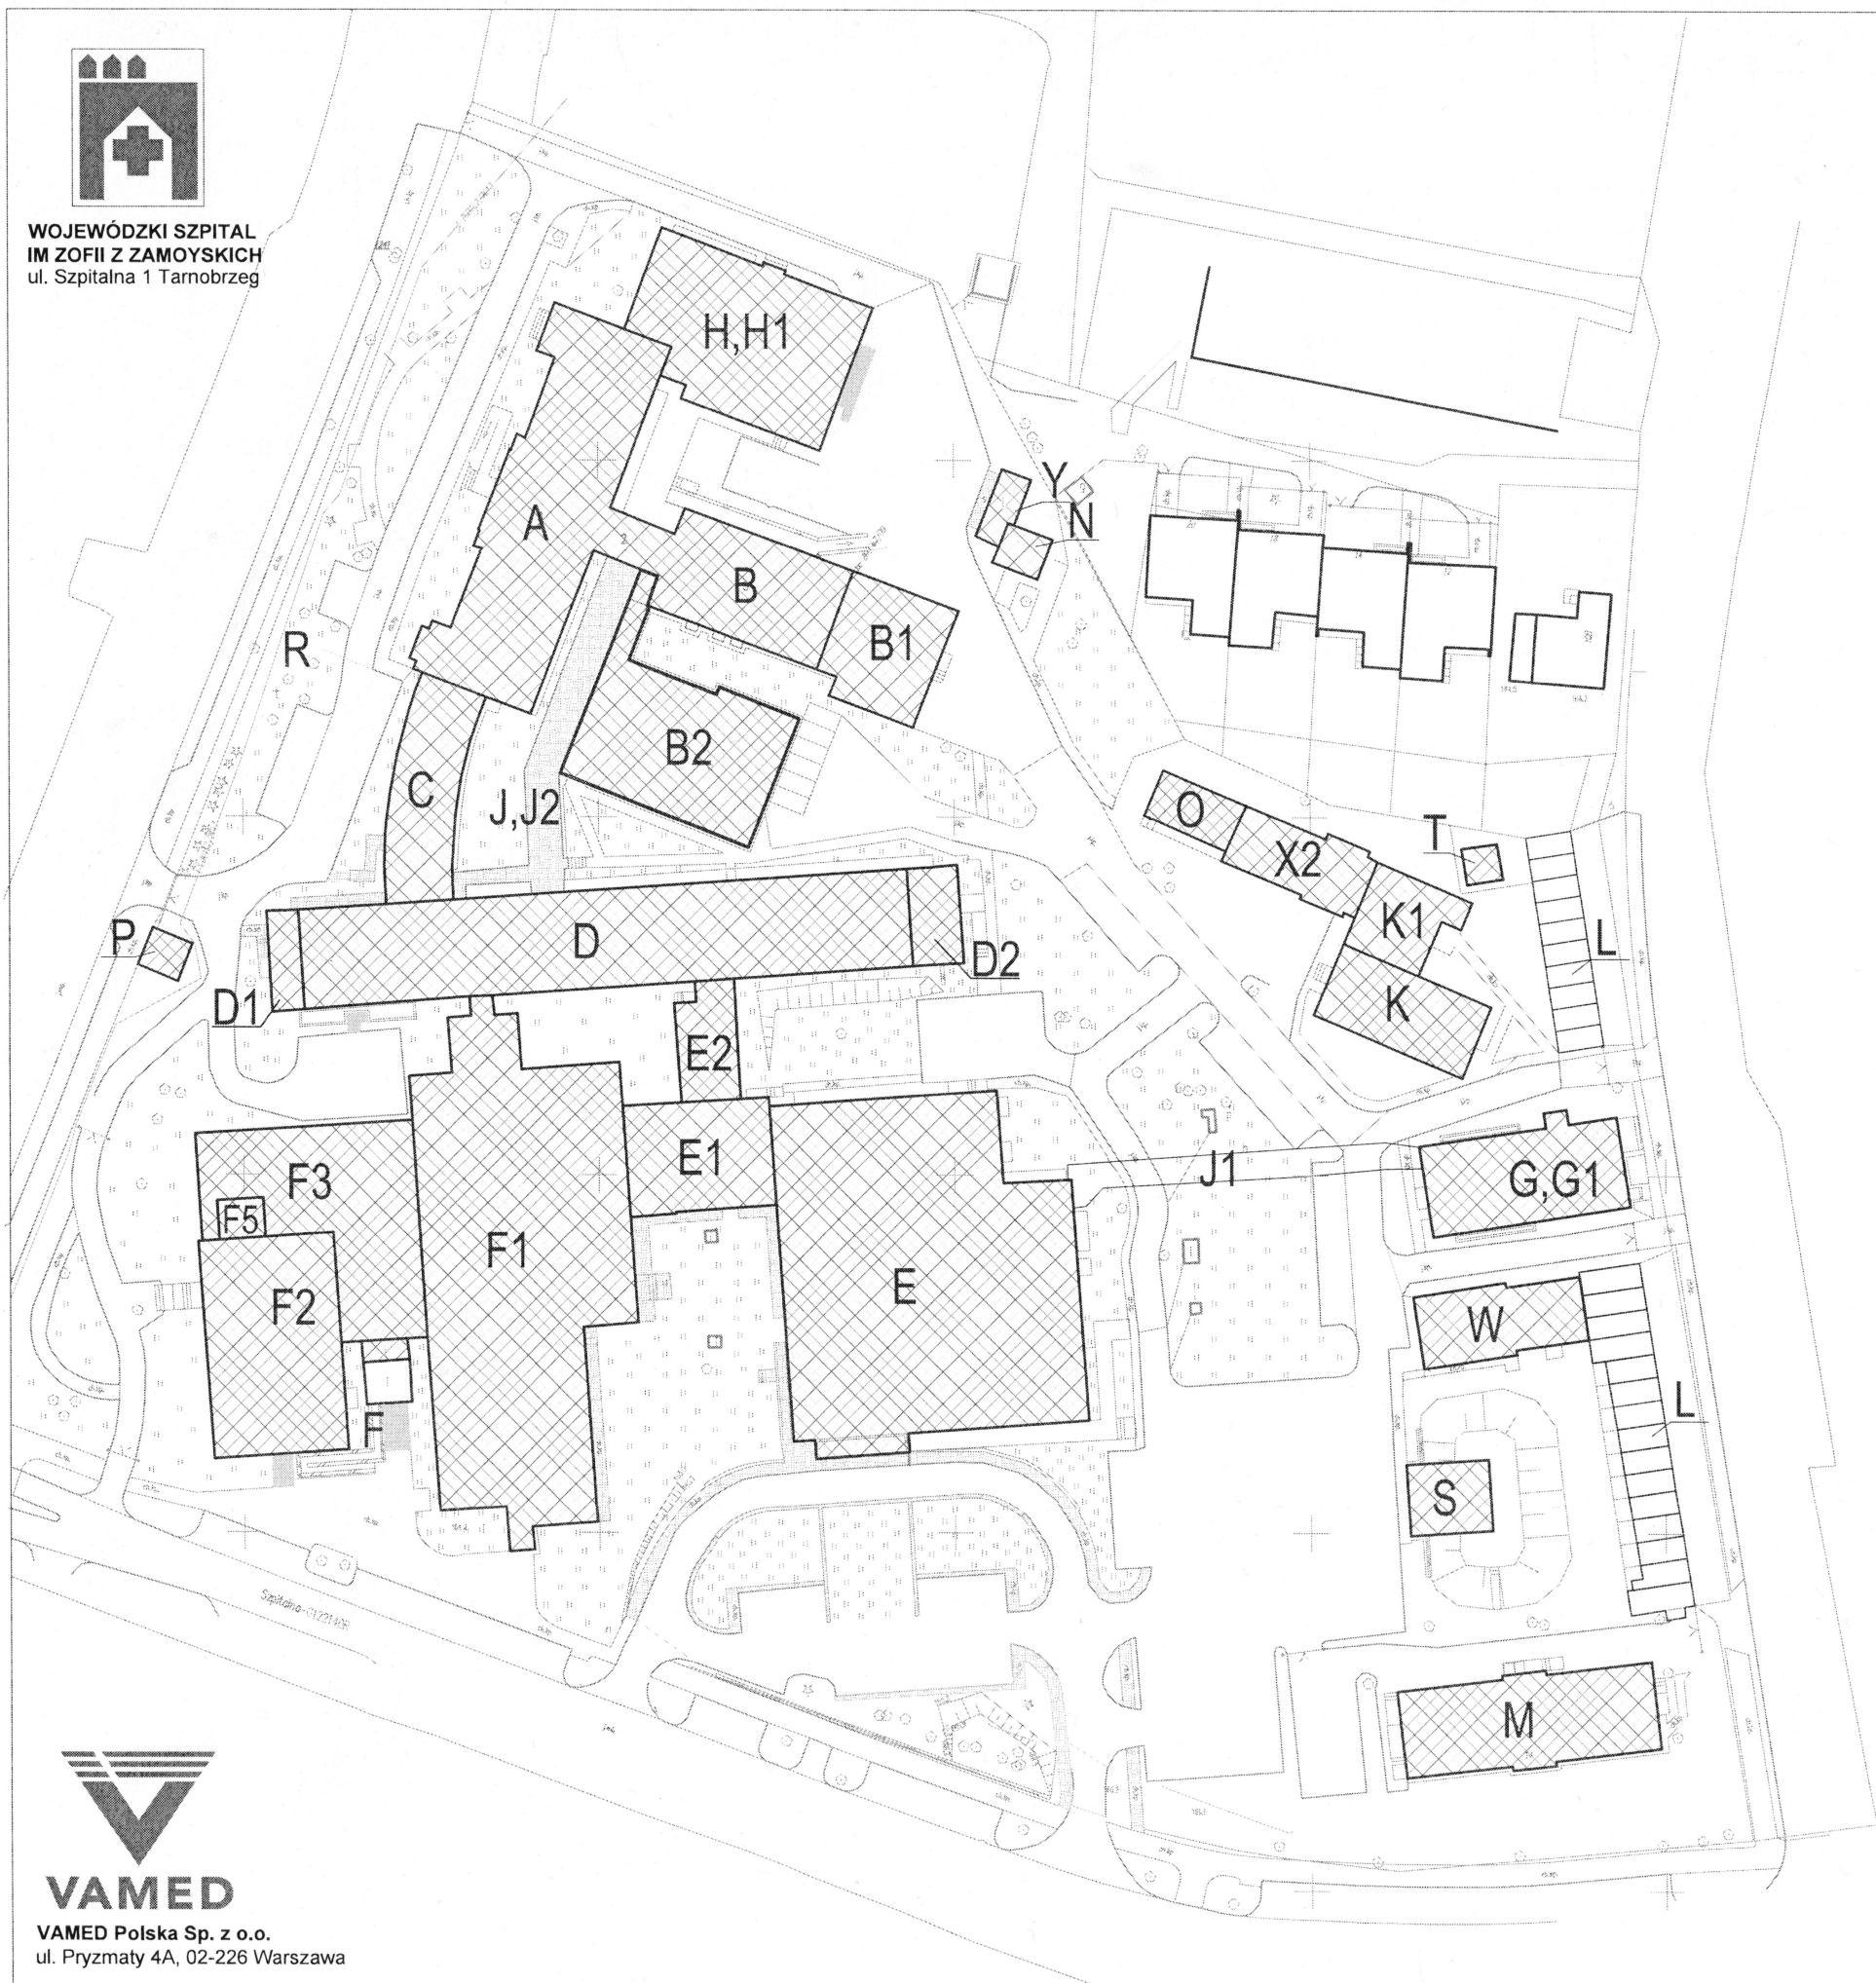 WOJEWÓDZKI SZPITAL
IM ZOFII Z ZAMOYSKICH
ul. Szpitalna 1 Tarnobrzeg
H,H1
A
Y
N
B
B1
R
B2
C
J,J2
O
X2
T
K1
L
K
P
D
D2
D1
E2
E1
J1
G,G1
F3
F5
F1
F2
E
W
F
L
S
M
VAMED
VAMED Polska Sp. z o.o.
ul. Pryzmaty 4A, 02-226 Warszawa